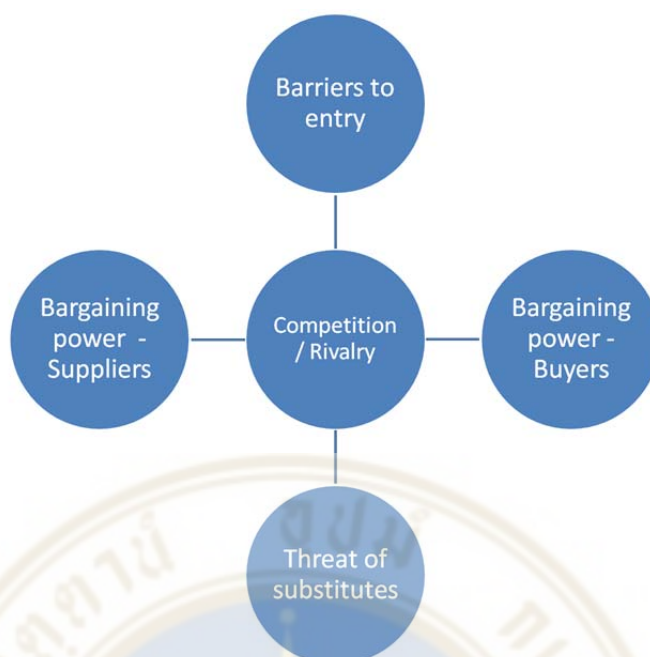 Barriers to
entry
Bargaining
power -
Suppliers
Competition
/ Rivalry
Bargaining
power -
Buyers
Threat of
substitutes